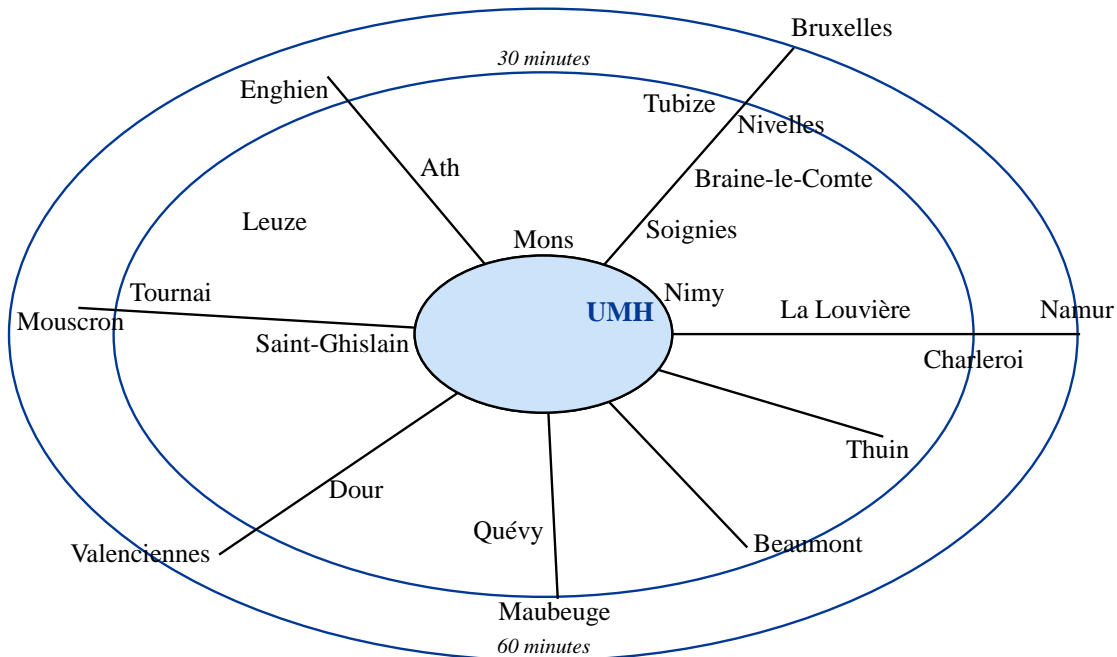 Bruxelles
30 minutes
Enghien
Tubize
Nivelles
Ath
Braine-le-Comte
Leuze
Soignies
Mons
Nimy
Tournai
UMH
La Louvière
Namur
Mouscron
Saint-Ghislain
Charleroi
Thuin
Dour
Quévy
Beaumont
Valenciennes
Maubeuge
60 minutes